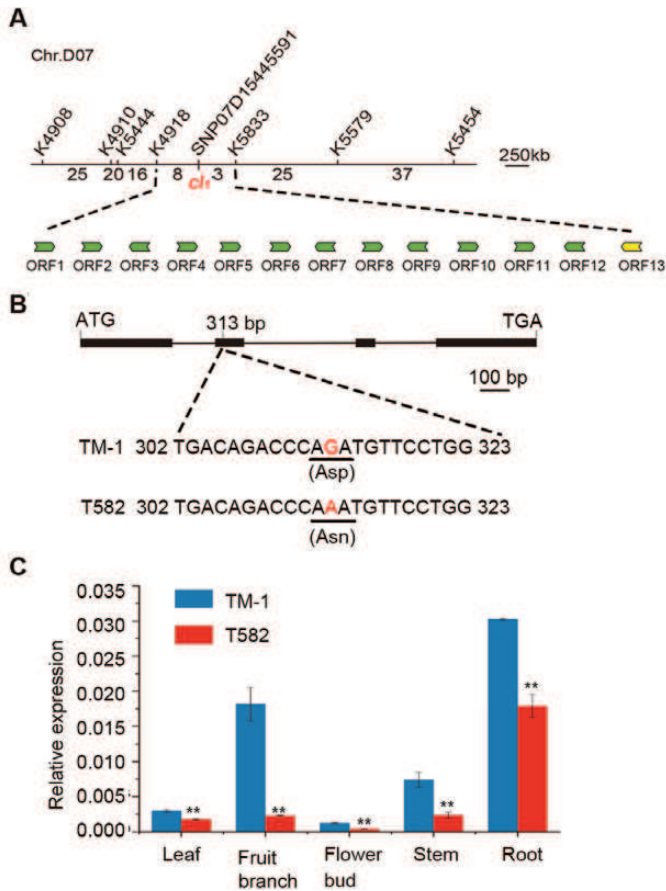 A
Chr.D07
K4908 K4910 K5444 K4918 SNP07D15445591 K5833 K5579 K5454
25 20 16 8 3 25 37
cl1
250kb
ORF1 ORF2 ORF3 ORF4 ORF5 ORF6 ORF7 ORF8 ORF9 ORF10 ORF11 ORF12 ORF13
B
ATG 313 bp TGA
100 bp
TM-1 302 TGACAGACCCAGATGTTCCTGG 323
(Asp)
T582 302 TGACAGACCCAAATGTTCCTGG 323
(Asn)
C
Relative expression
0.035
0.030
0.025
0.020
0.015
0.010
0.005
0.000
TM-1
T582
** ** ** ** **
Leaf Fruit branch Flower bud Stem Root